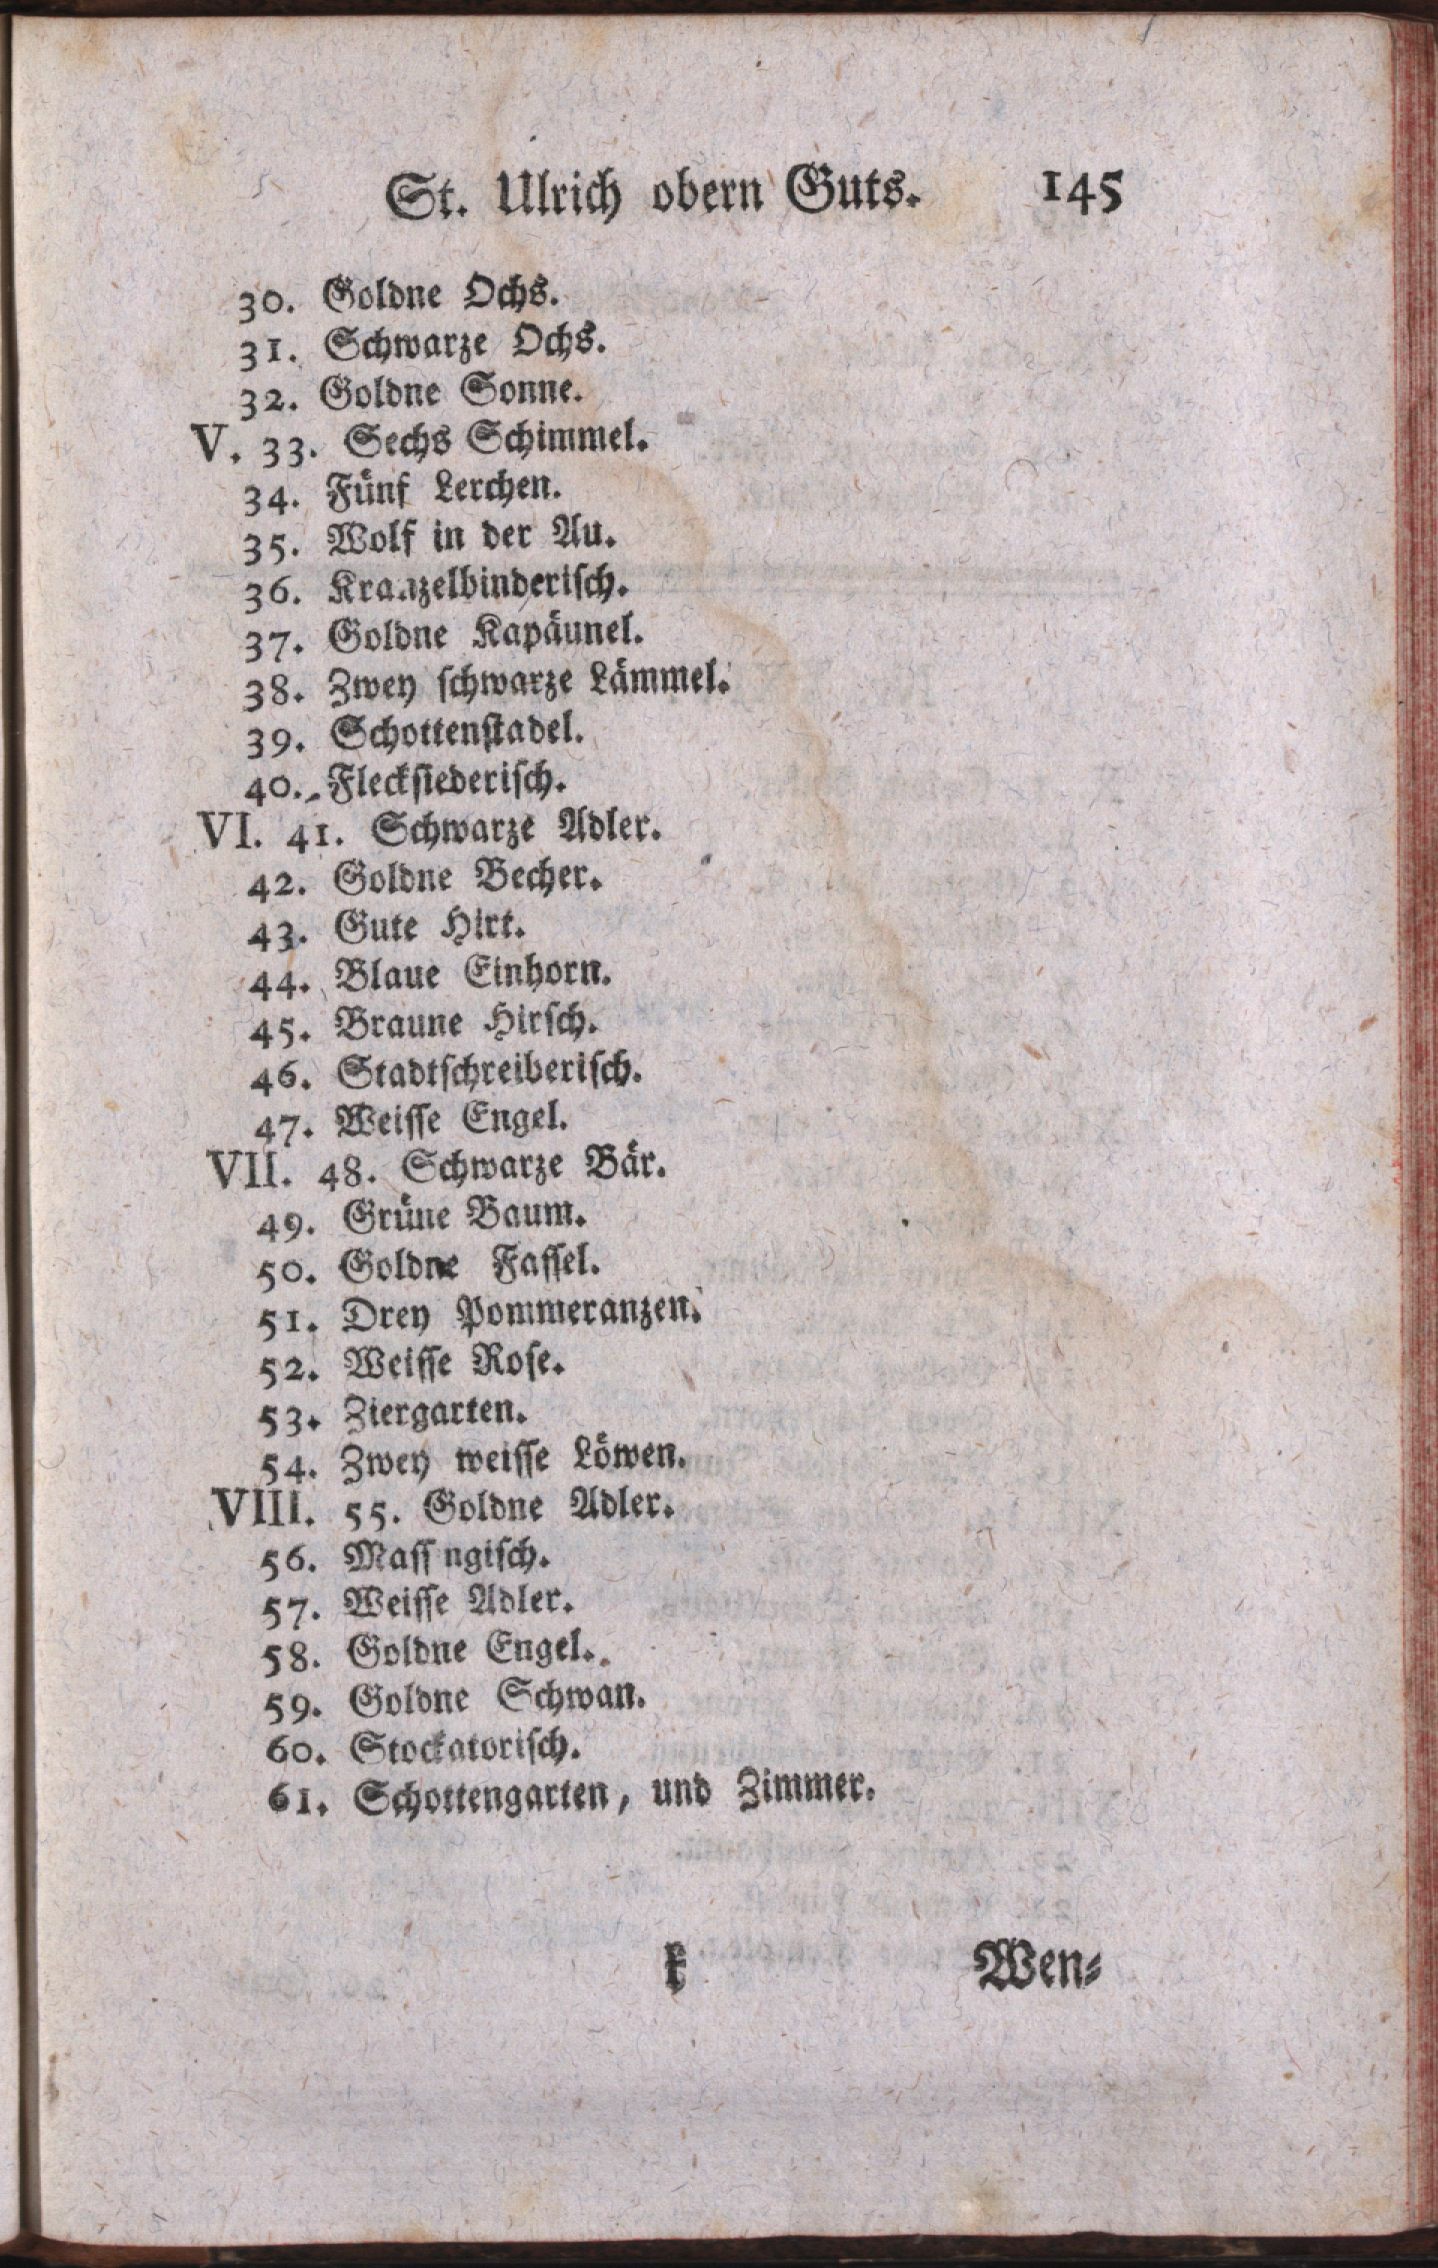 St. Ulrich obern Guts. 145
30. Goldne Ochs.
31. Schwarze Ochs.
32. Goldne Sonne.
V. 33. Sechs Schimmel.
34. Fünf Lerchen.
35. Wolf in der Au.
36. Kranzelbinderisch.
37. Goldne Kapäunel.
38. Zwey schwarze Lämmel.
39. Schottenstadel.
40. Flecksiederisch.
VI. 41. Schwarze Adler.
42. Goldne Becher.
43. Gute Hirt.
44. Blaue Einhorn.
45. Braune Hirsch.
46. Stadtschreiberisch.
47. Weisse Engel.
VII. 48. Schwarze Bär.
49. Grüne Baum.
50. Goldne Fassel.
51. Drey Pommeranzen.
52. Weisse Rose.
53. Ziergarten.
54. Zwey weisse Löwen.
VIII. 55. Goldne Adler.
56. Mass ngisch.
57. Weisse Adler.
58. Goldne Engel.
59. Goldne Schwan.
60. Stockatorisch.
61. Schottengarten, und Zimmer.
k Wen-